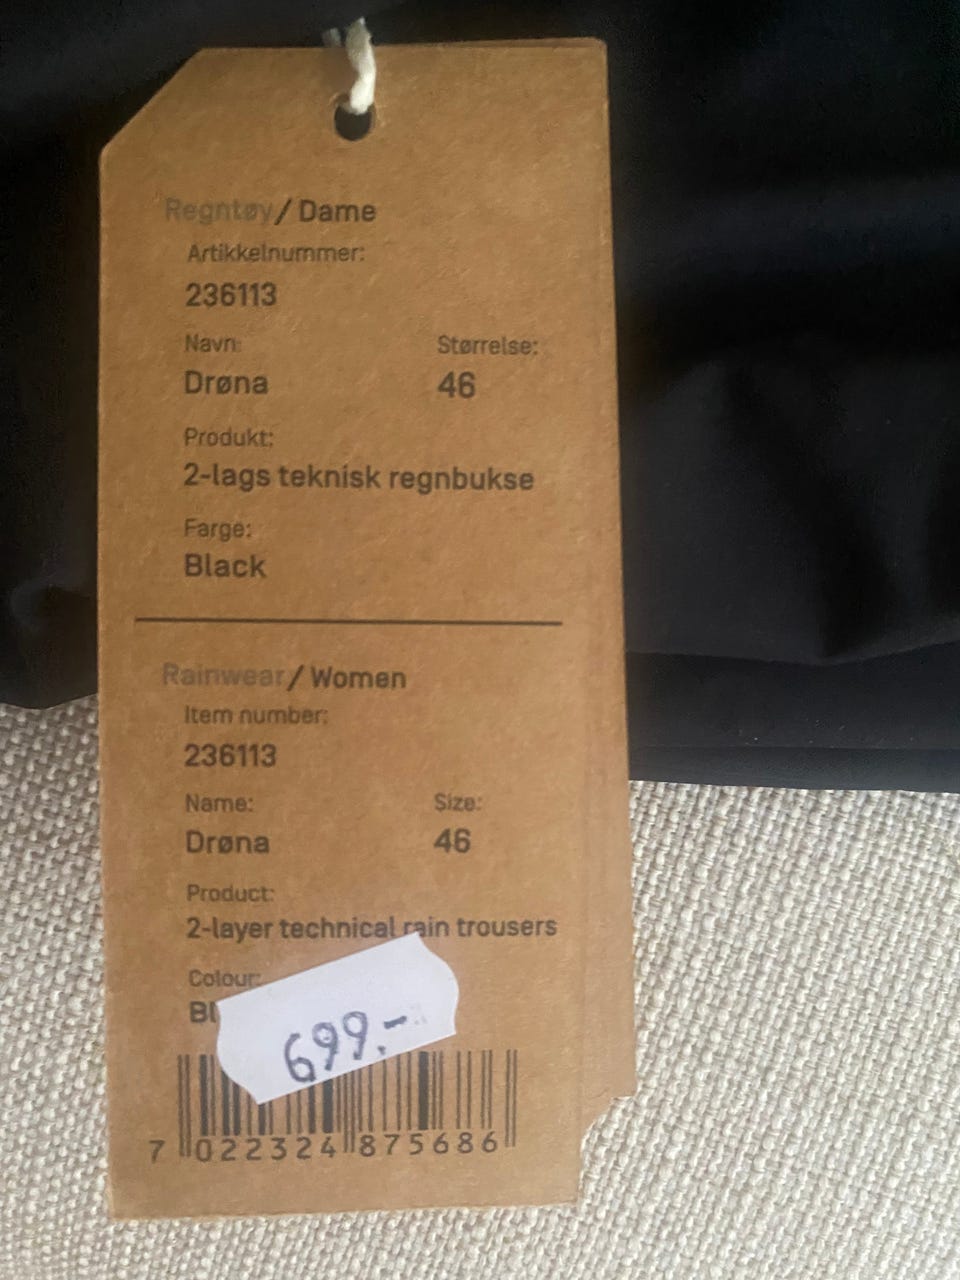 Regntøy/ Dame
Artikkelnummer:
236113
Navn: Størrelse:
Drøna 46
Produkt:
2-lags teknisk regnbukse
Farge:
Black
Rainwear/ Women
Item number:
236113
Name: Size:
Drøna 46
Product:
2-layer technical rain trousers
Colour:
Bl
699.-
7 022324 875686